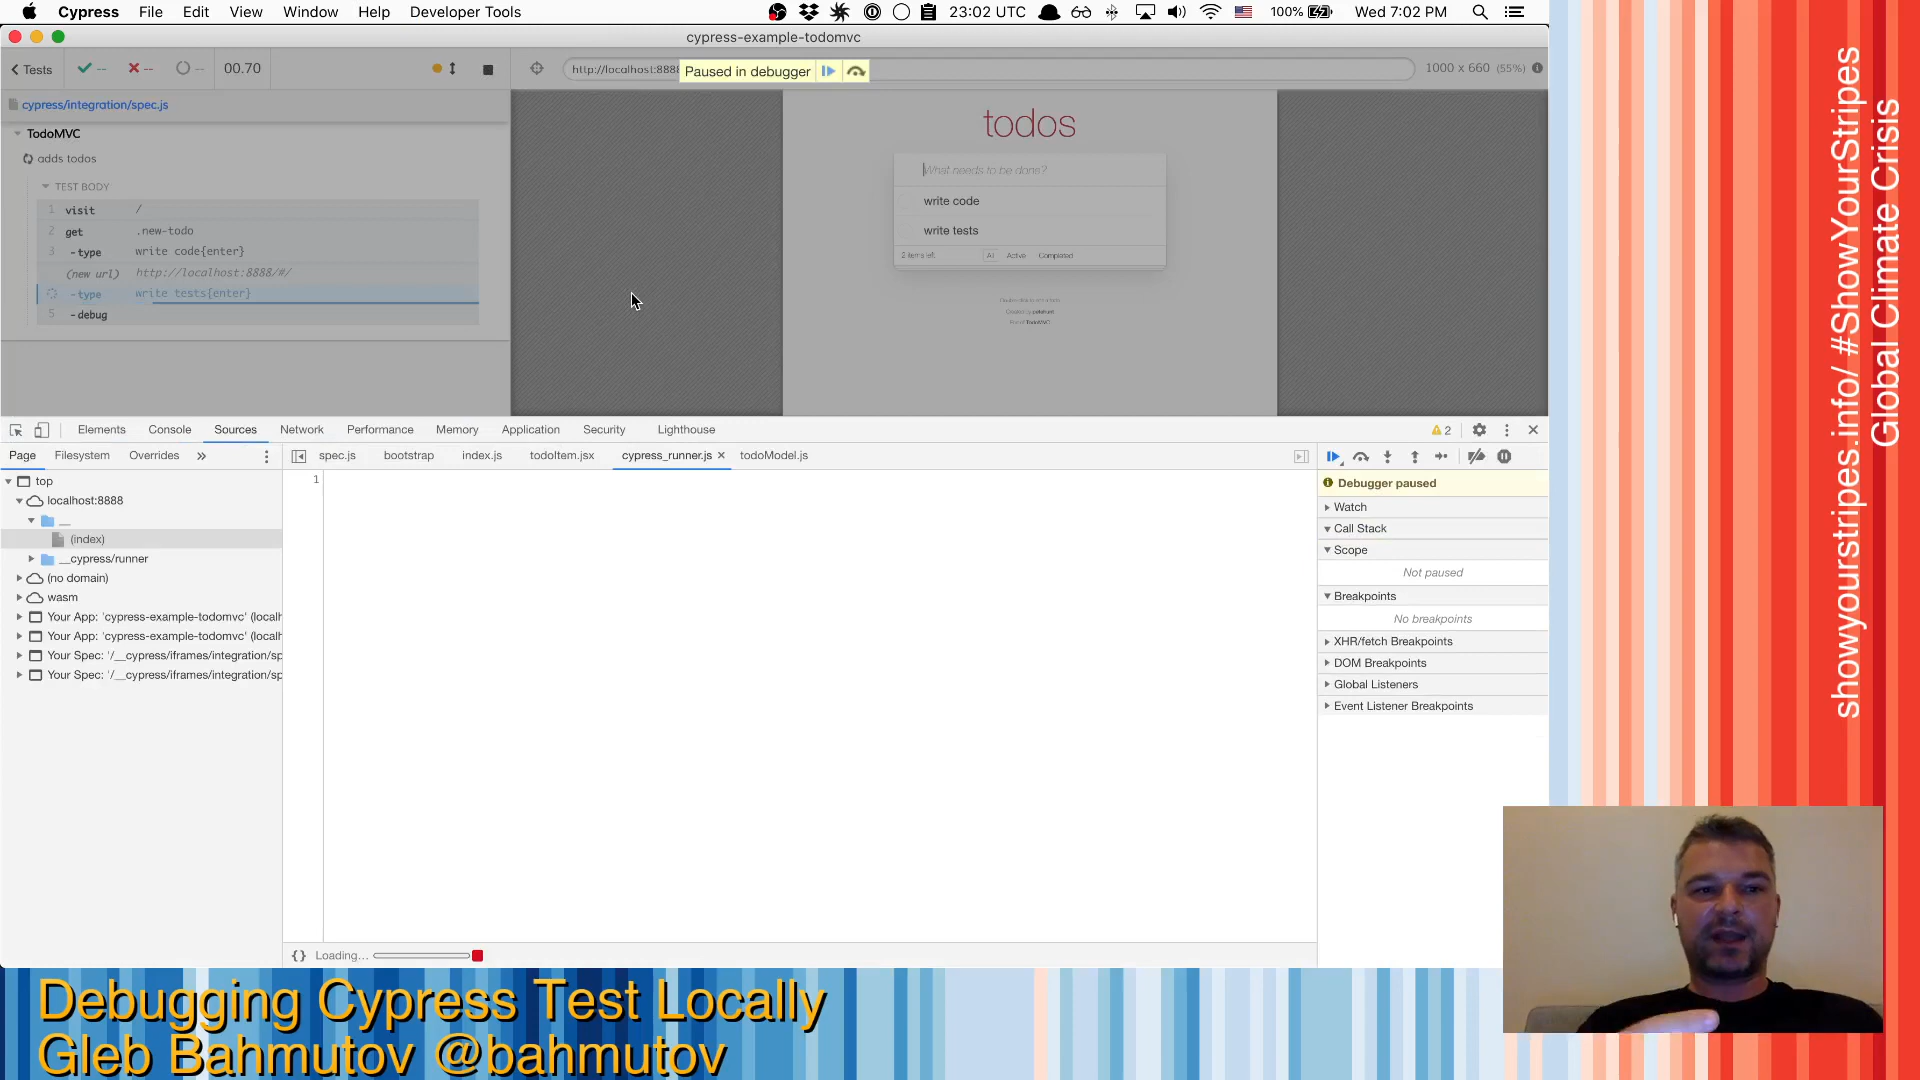 Cypress File Edit View Window Help Developer Tools 23:02 UTC 100% Wed 7:02 PM
cypress-example-todomvc
Tests -- -- -- 00.70
http://localhost:8888
Paused in debugger
1000 x 660 (55%)
cypress/integration/spec.js
TodoMVC
adds todos
TEST BODY
1 visit /
2 get .new-todo
3 -type write code{enter}
(new url) http://localhost:8888/#/
-type write tests{enter}
5 -debug
todos
What needs to be done?
write code
write tests
2 items left All Active Completed
Elements Console Sources Network Performance Memory Application Security Lighthouse 2
Page Filesystem Overrides »
spec.js bootstrap index.js todoItem.jsx cypress_runner.js todoModel.js
top
localhost:8888
__
(index)
__cypress/runner
(no domain)
wasm
Your App: 'cypress-example-todomvc' (localh
Your App: 'cypress-example-todomvc' (localh
Your Spec: '/__cypress/iframes/integration/sp
Your Spec: '/__cypress/iframes/integration/sp
1
{ } Loading...
Debugger paused
Watch
Call Stack
Scope
Not paused
Breakpoints
No breakpoints
XHR/fetch Breakpoints
DOM Breakpoints
Global Listeners
Event Listener Breakpoints
showyourstripes.info/ #ShowYourStripes
Global Climate Crisis
Debugging Cypress Test Locally
Gleb Bahmutov @bahmutov